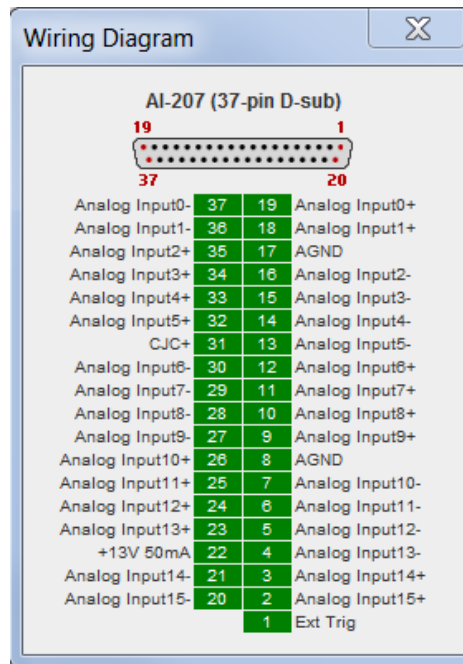 Wiring Diagram
AI-207 (37-pin D-sub)
19 1
37 20
Analog Input0- 37 19 Analog Input0+
Analog Input1- 36 18 Analog Input1+
Analog Input2+ 35 17 AGND
Analog Input3+ 34 16 Analog Input2-
Analog Input4+ 33 15 Analog Input3-
Analog Input5+ 32 14 Analog Input4-
CJC+ 31 13 Analog Input5-
Analog Input6- 30 12 Analog Input6+
Analog Input7- 29 11 Analog Input7+
Analog Input8- 28 10 Analog Input8+
Analog Input9- 27 9 Analog Input9+
Analog Input10+ 26 8 AGND
Analog Input11+ 25 7 Analog Input10-
Analog Input12+ 24 6 Analog Input11-
Analog Input13+ 23 5 Analog Input12-
+13V 50mA 22 4 Analog Input13-
Analog Input14- 21 3 Analog Input14+
Analog Input15- 20 2 Analog Input15+
1 Ext Trig